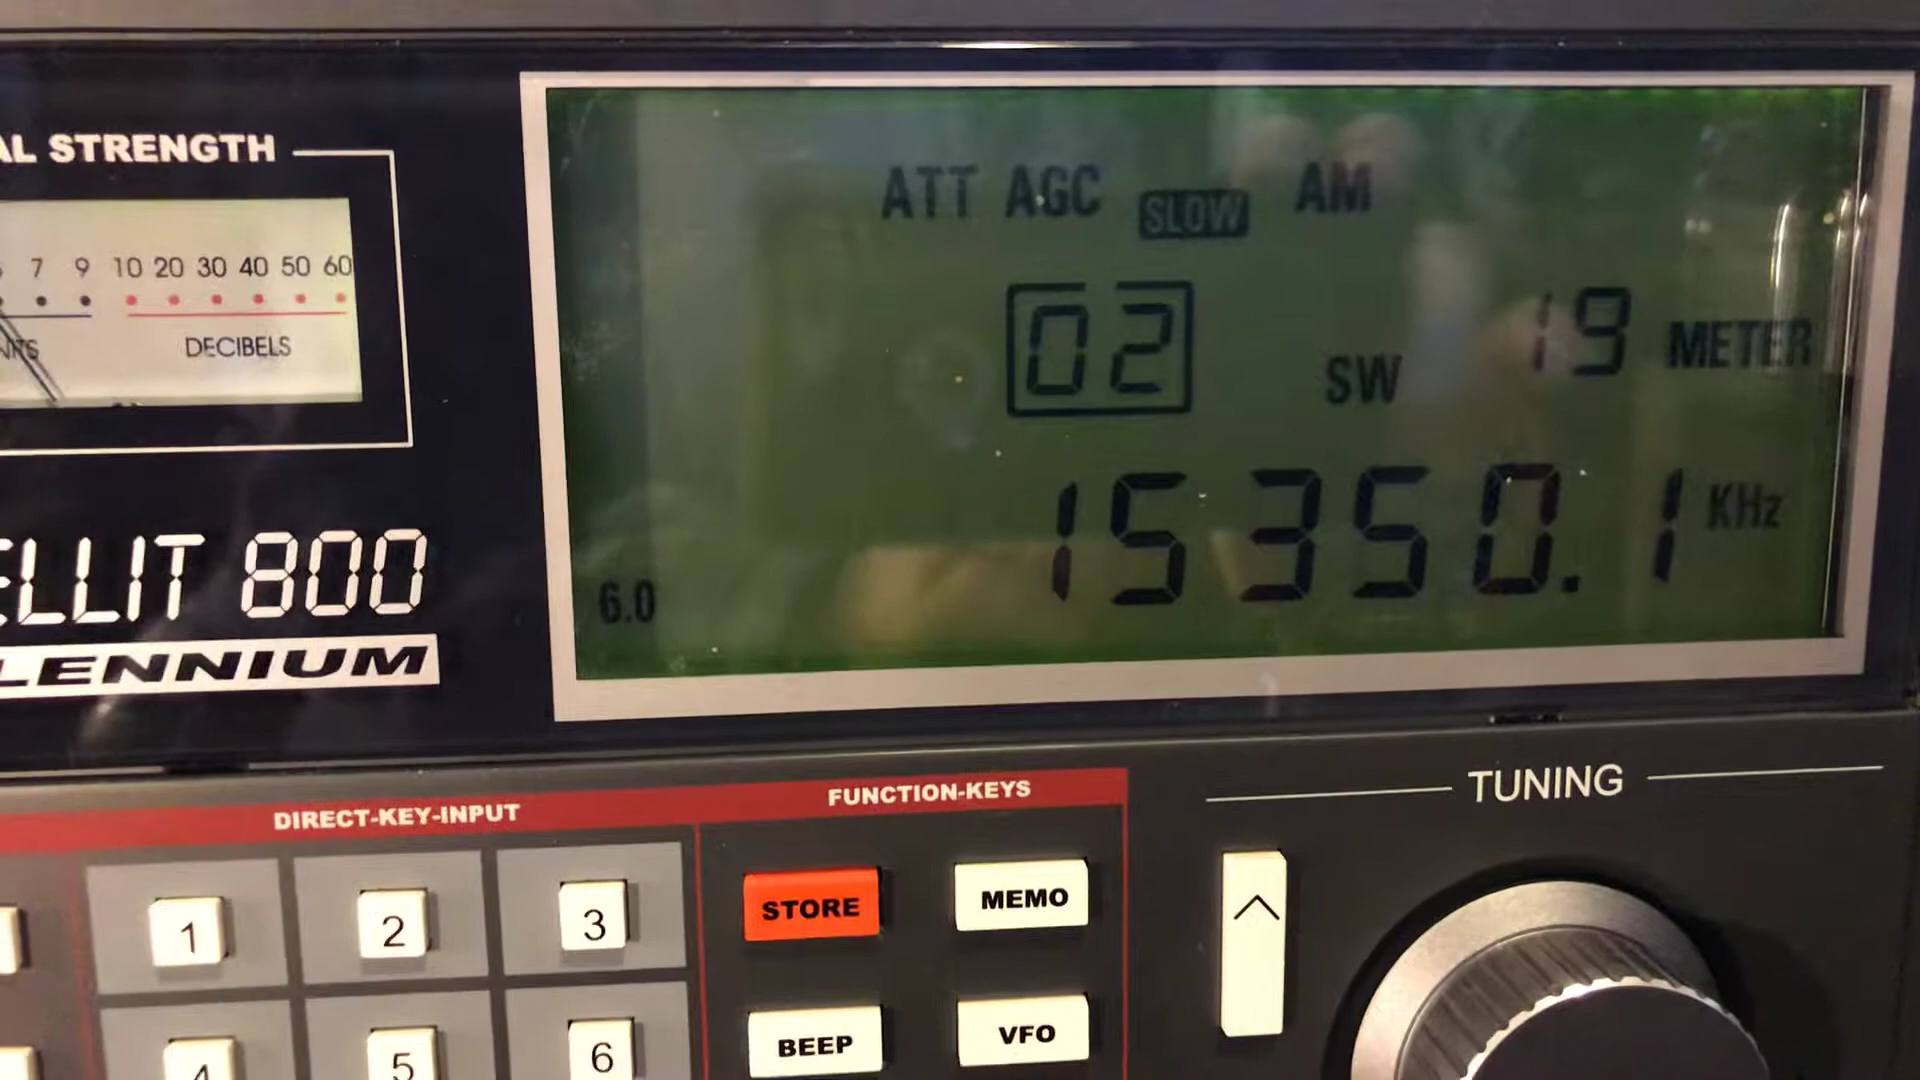 AL STRENGTH
7 9 10 20 30 40 50 60
DECIBELS
ELLIT 800
LENNIUM
ATT AGC SLOW AM
02 SW 19 METER
6.0 15350.1 KHz
DIRECT-KEY-INPUT
FUNCTION-KEYS
TUNING
1 2 3
STORE MEMO
4 5 6
BEEP VFO